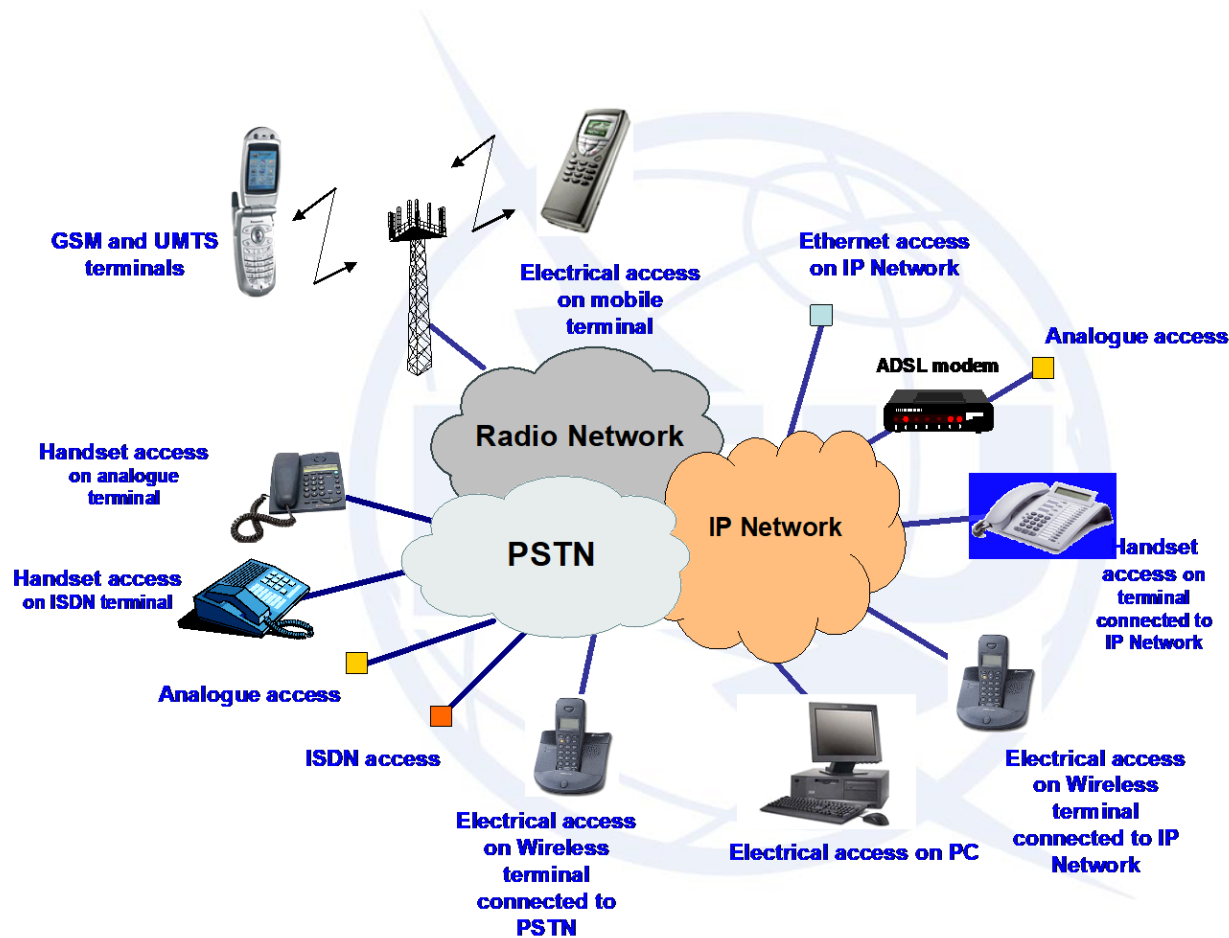 GSM and UMTS
terminals
Electrical access
on mobile
terminal
Ethernet access
on IP Network
Analogue access
ADSL modem
Radio Network
Handset access
on analogue
terminal
IP Network
PSTN
Handset
access on
terminal
connected to
IP Network
Handset access
on ISDN terminal
Analogue access
ISDN access
Electrical access
on Wireless
terminal
connected to
PSTN
Electrical access on PC
Electrical access
on Wireless
terminal
connected to IP
Network